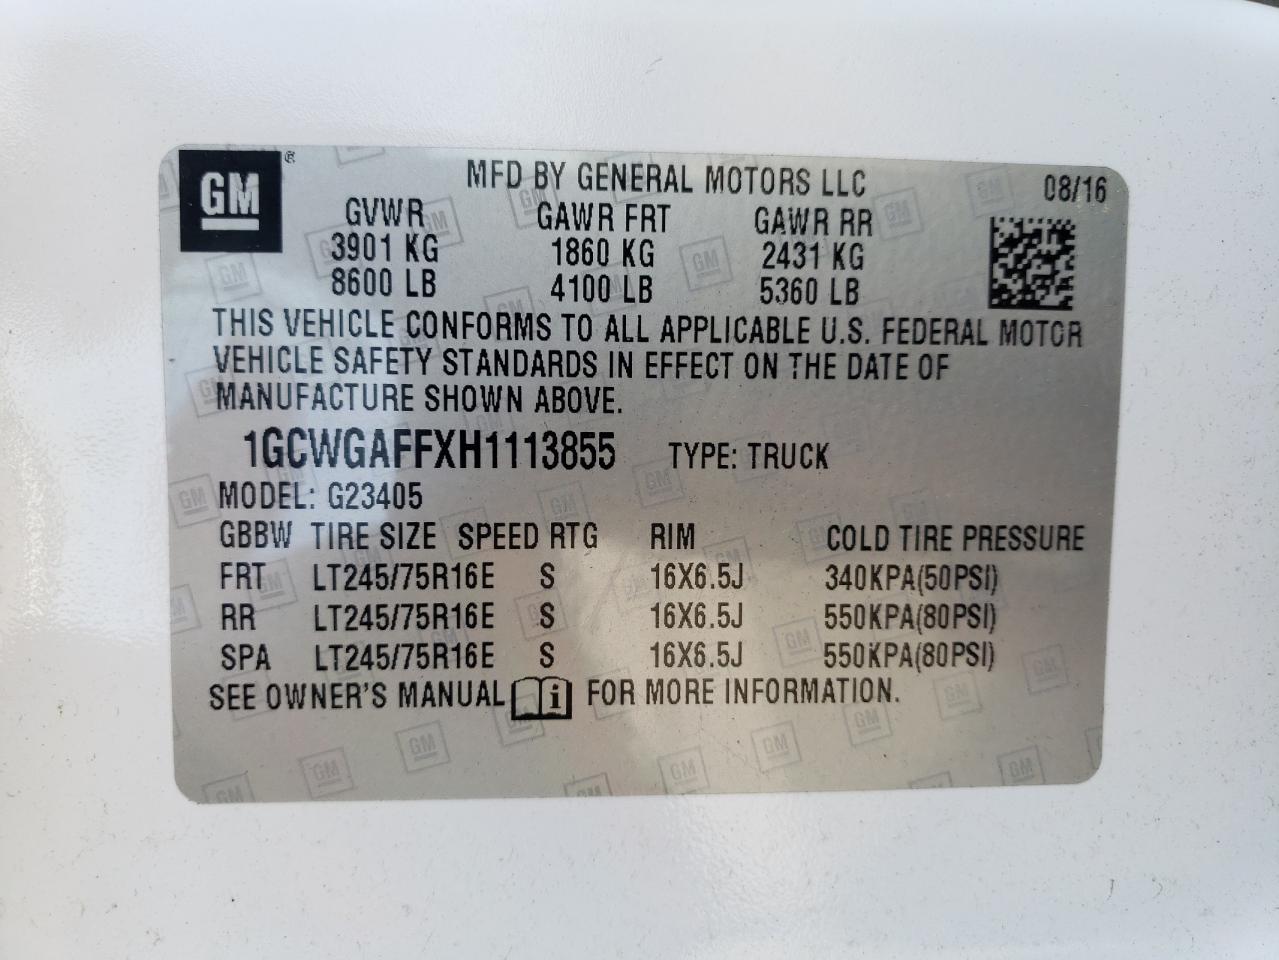 GM ®
MFD BY GENERAL MOTORS LLC 08/16
GVWR GAWR FRT GAWR RR
3901 KG 1860 KG 2431 KG
8600 LB 4100 LB 5360 LB
THIS VEHICLE CONFORMS TO ALL APPLICABLE U.S. FEDERAL MOTOR
VEHICLE SAFETY STANDARDS IN EFFECT ON THE DATE OF
MANUFACTURE SHOWN ABOVE.
1GCWGAFFXH1113855 TYPE: TRUCK
MODEL: G23405
GBBW TIRE SIZE SPEED RTG RIM COLD TIRE PRESSURE
FRT LT245/75R16E S 16X6.5J 340KPA(50PSI)
RR LT245/75R16E S 16X6.5J 550KPA(80PSI)
SPA LT245/75R16E S 16X6.5J 550KPA(80PSI)
SEE OWNER'S MANUAL i FOR MORE INFORMATION.